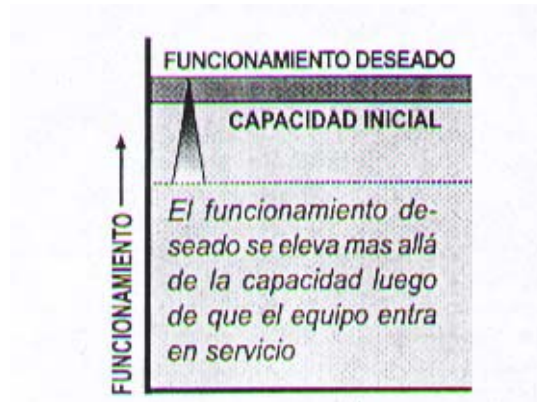 FUNCIONAMIENTO DESEADO
CAPACIDAD INICIAL
El funcionamiento de-
seado se eleva mas allá
de la capacidad luego
de que el equipo entra
en servicio
FUNCIONAMIENTO